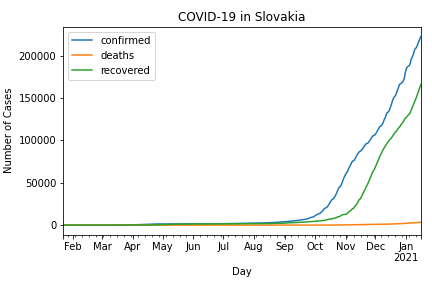 COVID-19 in Slovakia
confirmed
deaths
recovered
Number of Cases
200000
150000
100000
50000
0
Feb Mar Apr May Jun Jul Aug Sep Oct Nov Dec Jan
2021
Day